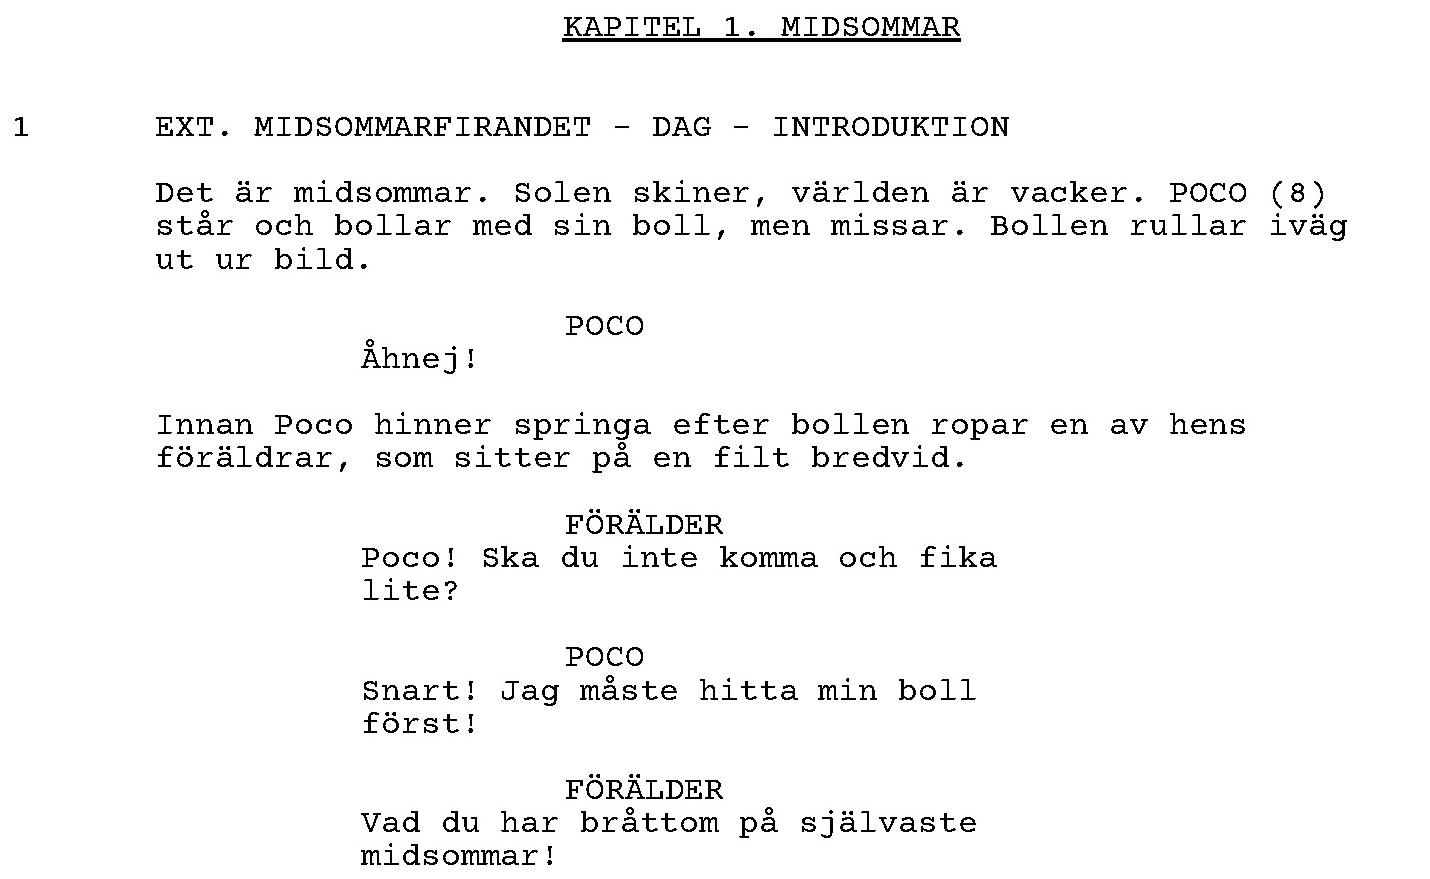 KAPITEL 1. MIDSOMMAR
1 EXT. MIDSOMMARFIRANDET - DAG - INTRODUKTION
Det är midsommar. Solen skiner, världen är vacker. POCO (8)
står och bollar med sin boll, men missar. Bollen rullar iväg
ut ur bild.
POCO
Åhnej!
Innan Poco hinner springa efter bollen ropar en av hens
föräldrar, som sitter på en filt bredvid.
FÖRÄLDER
Poco! Ska du inte komma och fika
lite?
POCO
Snart! Jag måste hitta min boll
först!
FÖRÄLDER
Vad du har bråttom på självaste
midsommar!